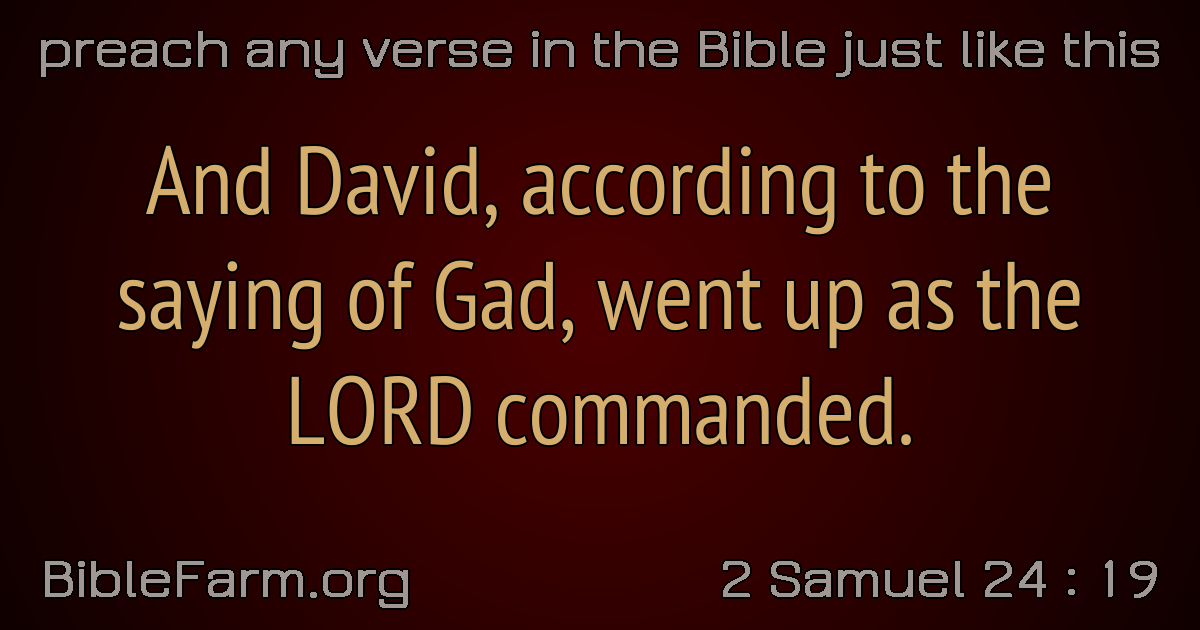 preach any verse in the Bible just like this
And David, according to the
saying of Gad, went up as the
LORD commanded.
BibleFarm.org
2 Samuel 24 : 19